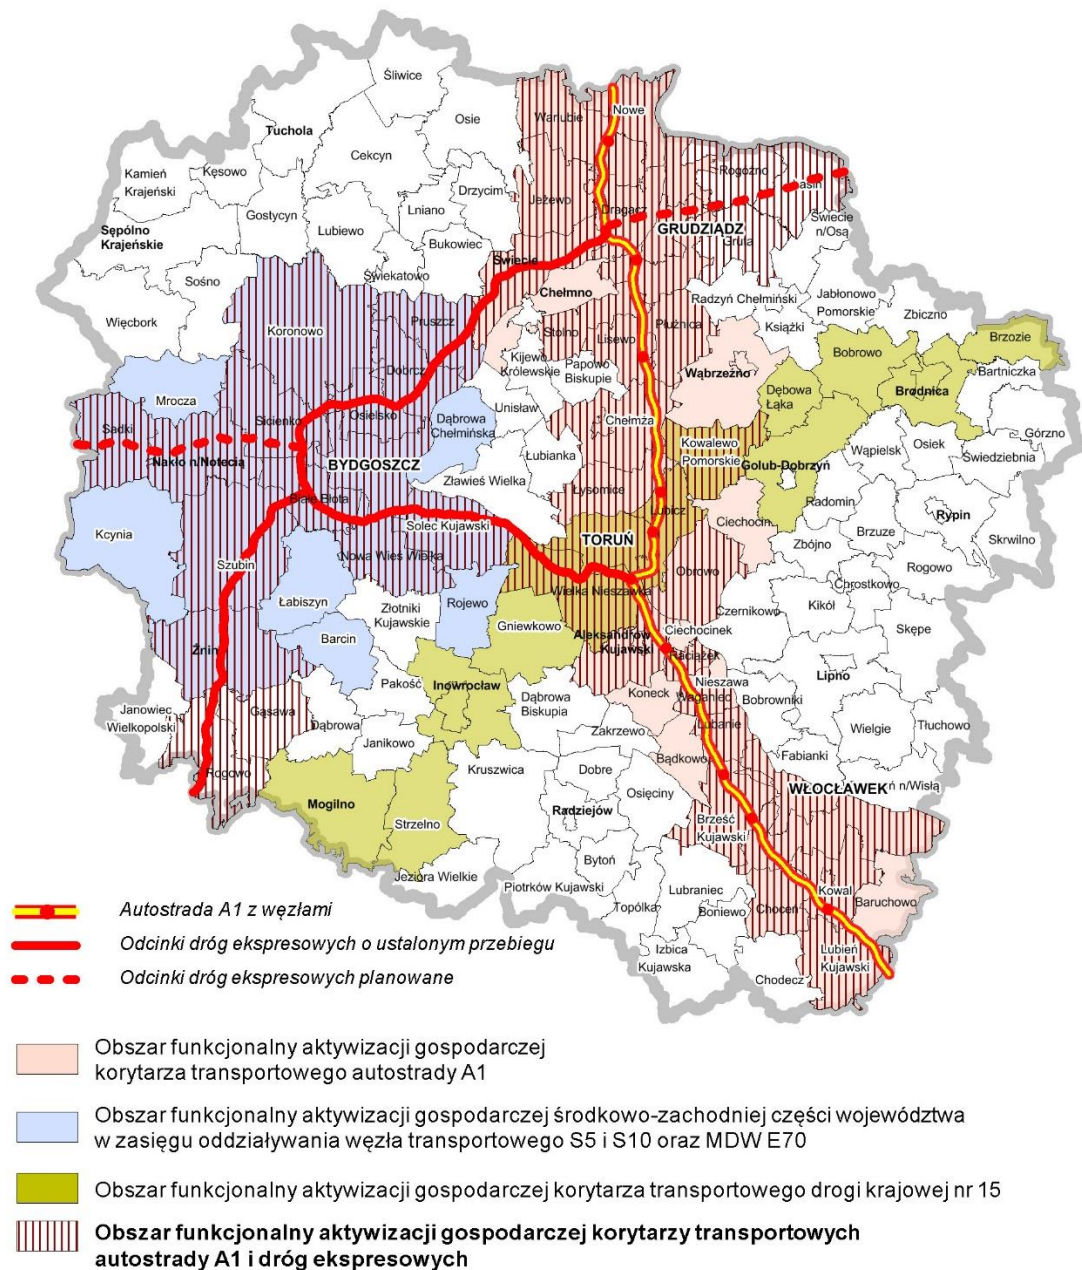 Śliwice
Nowe
Osie
Warlubie
Tuchola
Cekcyn
Kęsowo
Kamień
Krajeński
Rogóźno
Drzycim
Jeżewo
Lniano
Dragacz
Gostycyn
Świecie
n/Osą
Sępólno
Krajeńskie
Lubiewo
GRUDZIĄDZ
Bukowiec
Gruta
Świecie
Świekatowo
Sośno
Chełmno
Radzyń Chełmiński
Jabłonowo
Pomorskie
Zbiczno
Więcbork
Koronowo
Pruszcz
Płużnica
Książki
Stolno
Lisewo
Brzozie
Kijewo
Królewskie
Papowo
Biskupie
Bobrowo
Bartniczka
Dobrcz
Wąbrzeźno
Dębowa
Łąka
Brodnica
Mrocza
Unisław
Sicienko
Osielsko
Dąbrowa
Chełmińska
Chełmża
Sadki
Kowalewo
Pomorskie
Górzno
Osiek
Wąpielsk
Świedziebnia
Nakło n/Notecią
BYDGOSZCZ
Łubianka
Golub-Dobrzyń
Zławieś Wielka
Łysomice
Radomin
Białe Błota
Lubicz
Rypin
Solec Kujawski
Ciechocin
Kcynia
TORUŃ
Brzuze
Skrwilno
Zbójno
Nowa Wieś Wielka
Szubin
Obrowo
Rogowo
Wielka Nieszawka
Chrostkowo
Łabiszyn
Złotniki
Kujawskie
Rojewo
Kikół
Czernikowo
Gniewkowo
Skępe
Barcin
Aleksandrów
Kujawski
Ciechocinek
Żnin
Raciążek
Lipno
Pakość
Inowrocław
Nieszawa
Koneck
Waganiec
Dąbrowa
Biskupia
Bobrowniki
Janowiec
Wielkopolski
Gąsawa
Dąbrowa
Lubanie
Wielgie
Tłuchowo
Zakrzewo
Janikowo
Fabianki
Bądkowo
Rogowo
Kruszwica
Dobre
WŁOCŁAWEK
Osięciny
Mogilno
Radziejów
Strzelno
Brześć
Kujawski
Bytoń
Jeziora Wielkie
Piotrków Kujawski
Lubraniec
Kowal
Baruchowo
Topólka
Boniewo
Choceń
Lubień
Kujawski
Izbica
Kujawska
Chodecz
Autostrada A1 z węzłami
Odcinki dróg ekspresowych o ustalonym przebiegu
Odcinki dróg ekspresowych planowane
Obszar funkcjonalny aktywizacji gospodarczej
korytarza transportowego autostrady A1
Obszar funkcjonalny aktywizacji gospodarczej środkowo-zachodniej części województwa
w zasięgu oddziaływania węzła transportowego S5 i S10 oraz MDW E70
Obszar funkcjonalny aktywizacji gospodarczej korytarza transportowego drogi krajowej nr 15
Obszar funkcjonalny aktywizacji gospodarczej korytarzy transportowych
autostrady A1 i dróg ekspresowych